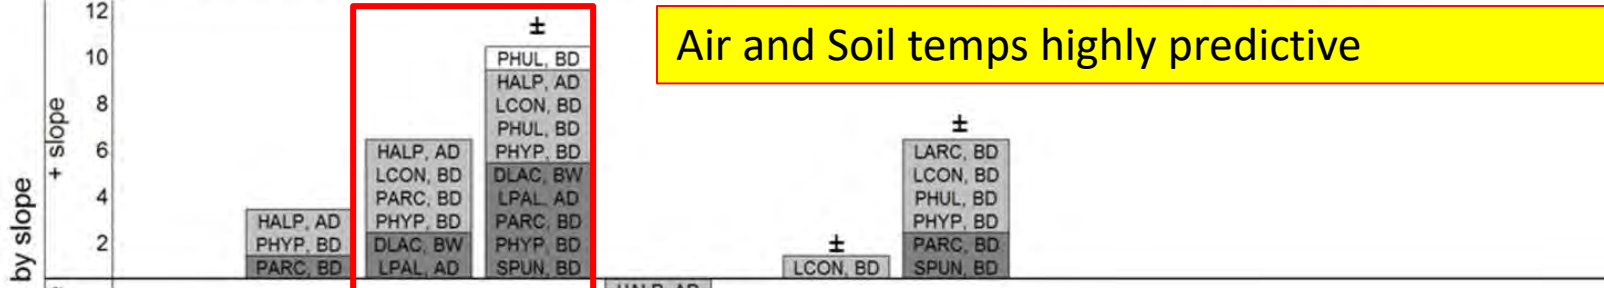 12
10
8
6
4
2
by slope
+ slope
Air and Soil temps highly predictive
HALP, AD
PHYP, BD
PARC, BD
HALP, AD
LCON, BD
PARC, BD
PHYP, BD
DLAC, BW
LPAL, AD
±
PHUL, BD
HALP, AD
LCON, BD
PHUL, BD
PHYP, BD
DLAC, BW
LPAL, AD
PARC, BD
PHYP, BD
SPUN, BD
±
LCON, BD
±
LARC, BD
LCON, BD
PHUL, BD
PHYP, BD
PARC, BD
SPUN, BD
HALP, AD